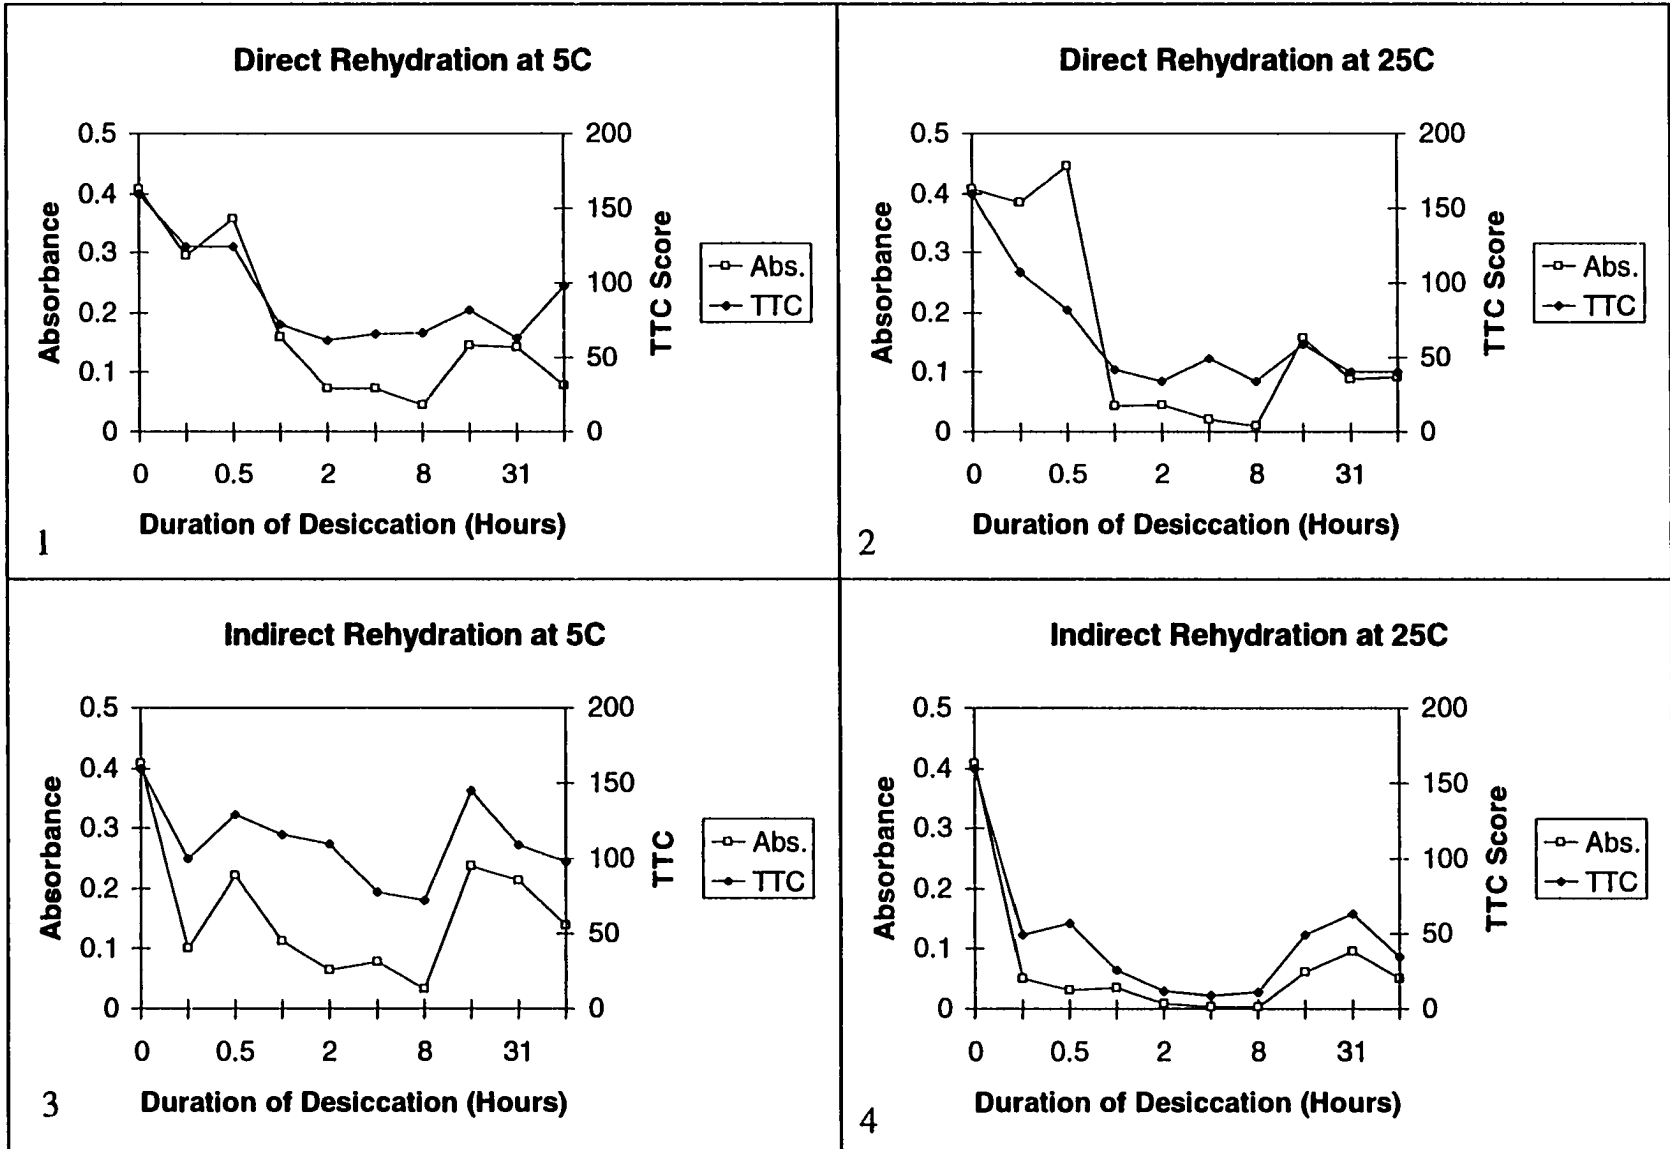 Direct Rehydration at 5C
0.5
0.4
0.3
0.2
0.1
0
Absorbance
200
150
100
50
0
TTC Score
Abs.
TTC
0 0.5 2 8 31
Duration of Desiccation (Hours)
1
Direct Rehydration at 25C
0.5
0.4
0.3
0.2
0.1
0
Absorbance
200
150
100
50
0
TTC Score
Abs.
TTC
0 0.5 2 8 31
Duration of Desiccation (Hours)
2
Indirect Rehydration at 5C
0.5
0.4
0.3
0.2
0.1
0
Absorbance
200
150
100
50
0
TTC
Abs.
TTC
0 0.5 2 8 31
Duration of Desiccation (Hours)
3
Indirect Rehydration at 25C
0.5
0.4
0.3
0.2
0.1
0
Absorbance
200
150
100
50
0
TTC Score
Abs.
TTC
0 0.5 2 8 31
Duration of Desiccation (Hours)
4